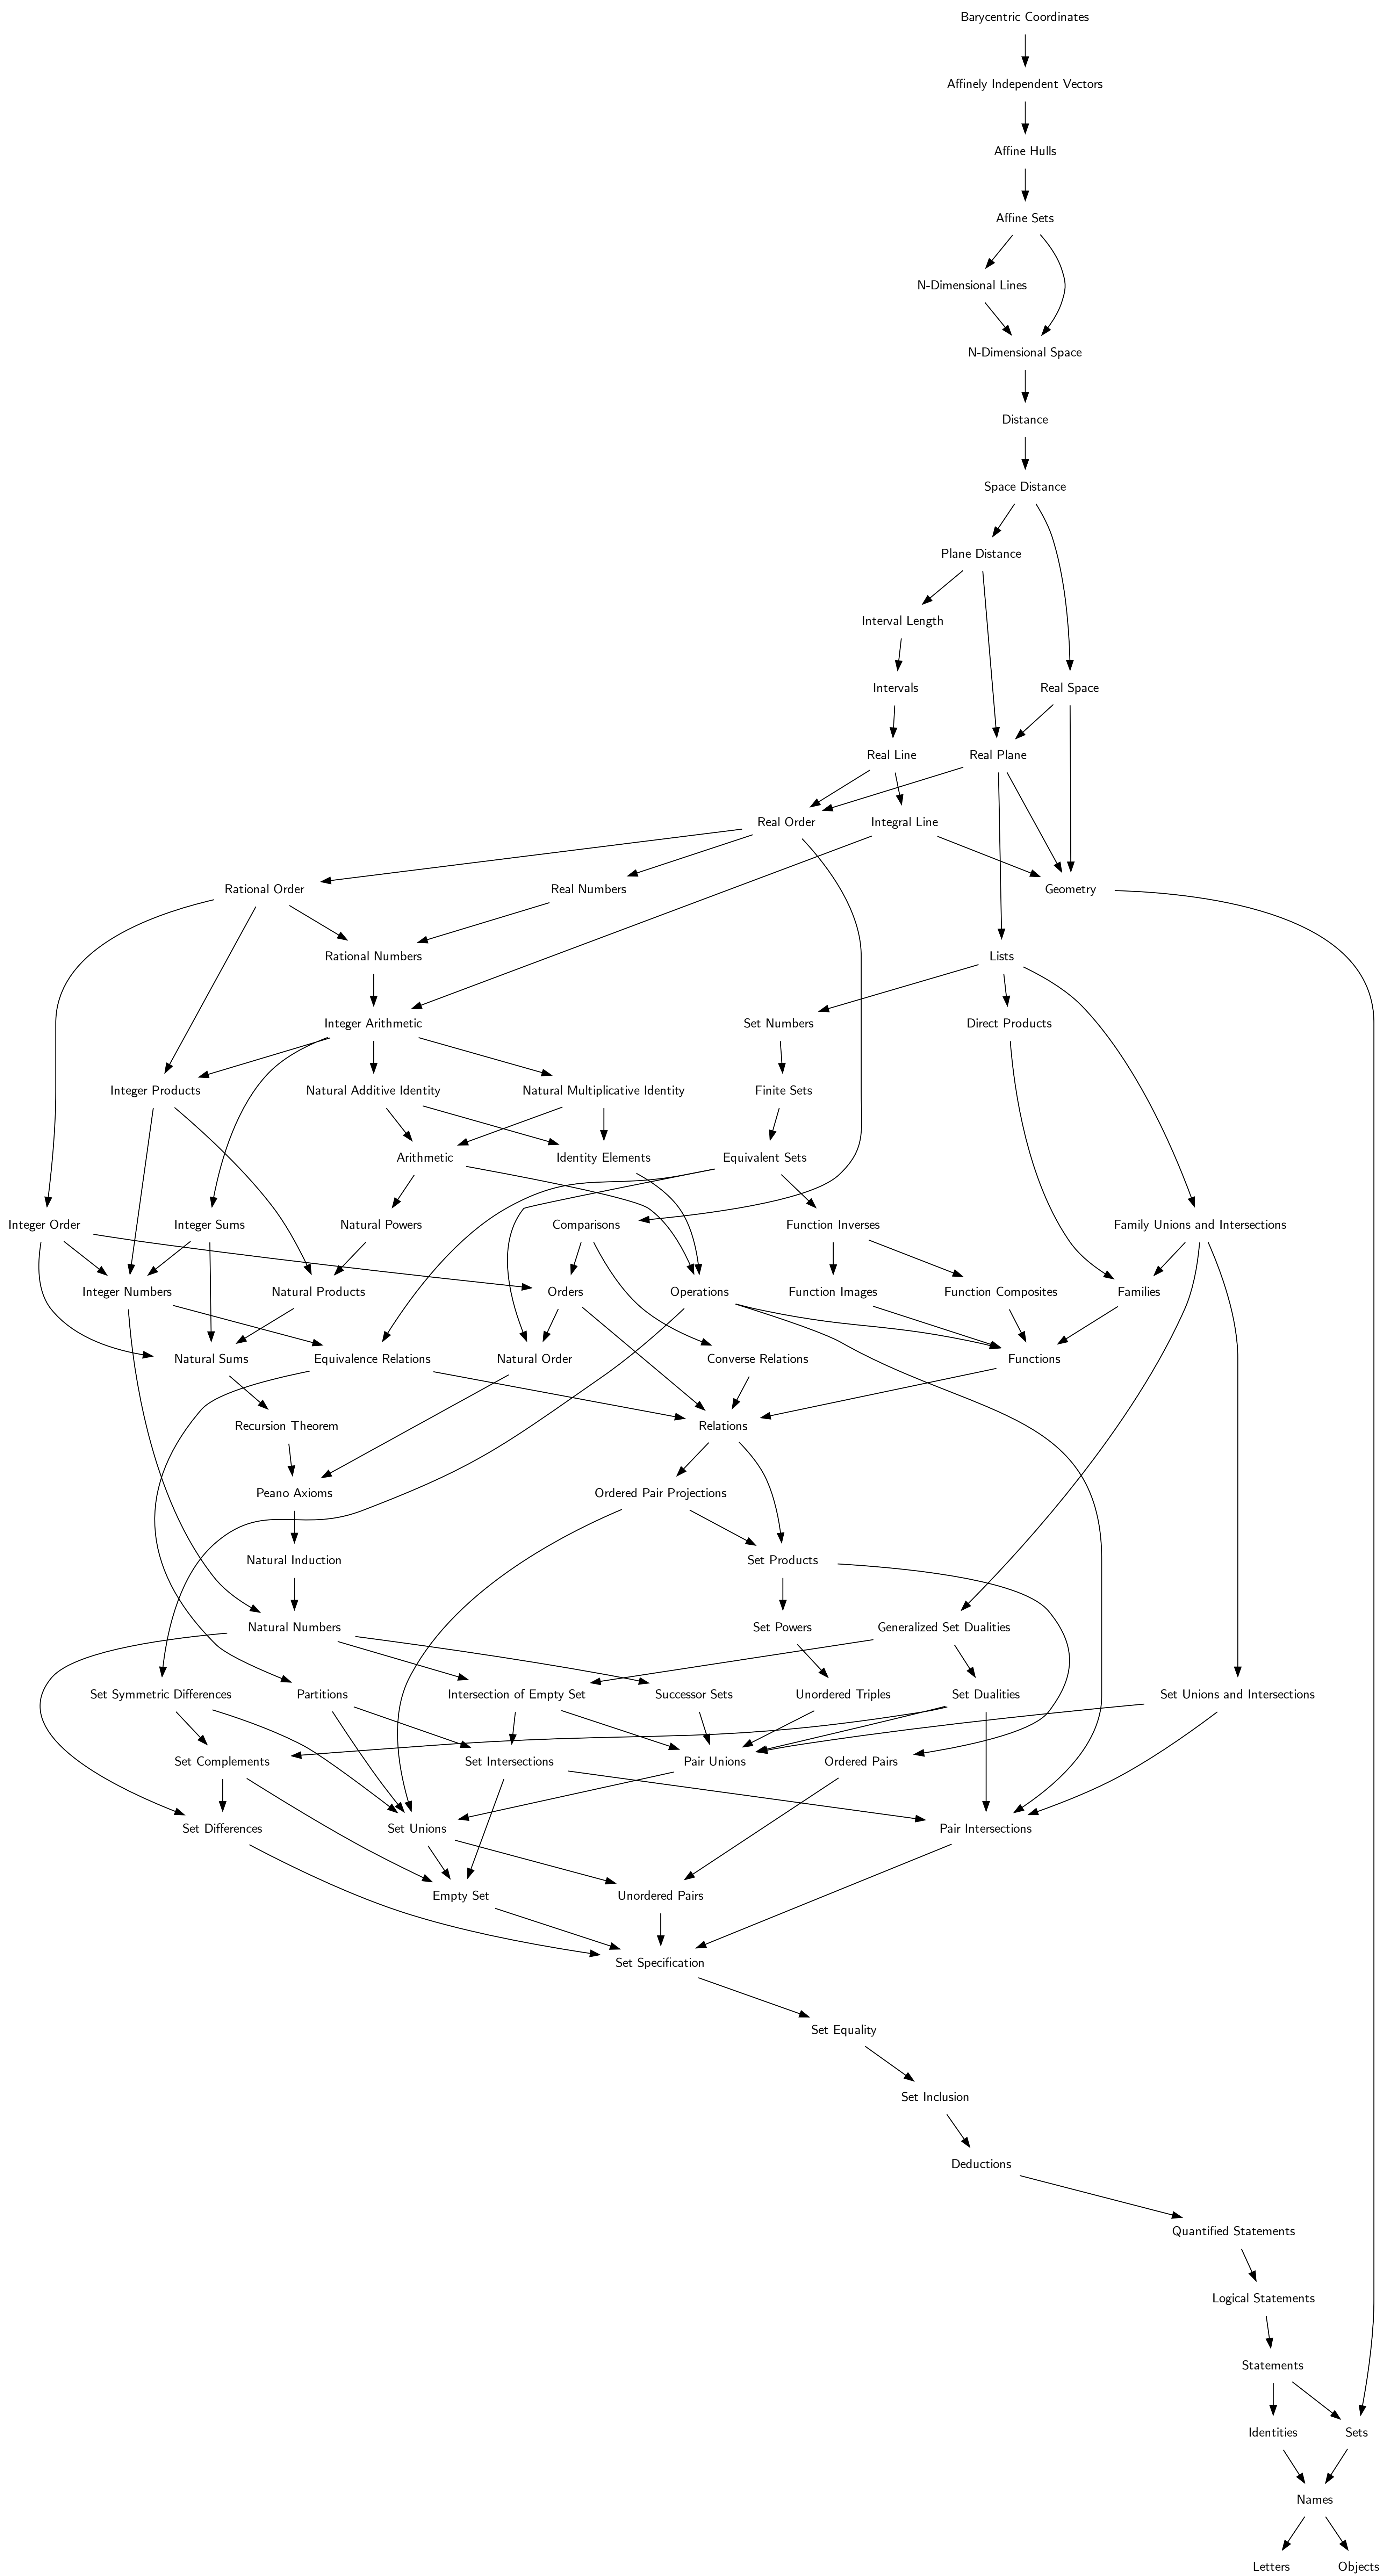 Barycentric Coordinates
Affinely Independent Vectors
Affine Hulls
Affine Sets
N-Dimensional Lines
N-Dimensional Space
Distance
Space Distance
Plane Distance
Interval Length
Intervals
Real Space
Real Line
Real Plane
Real Order
Integral Line
Rational Order
Real Numbers
Geometry
Rational Numbers
Lists
Integer Arithmetic
Set Numbers
Direct Products
Integer Products
Natural Additive Identity
Natural Multiplicative Identity
Finite Sets
Arithmetic
Identity Elements
Equivalent Sets
Integer Order
Integer Sums
Natural Powers
Comparisons
Function Inverses
Family Unions and Intersections
Integer Numbers
Natural Products
Orders
Operations
Function Images
Function Composites
Families
Natural Sums
Equivalence Relations
Natural Order
Converse Relations
Functions
Recursion Theorem
Relations
Peano Axioms
Ordered Pair Projections
Natural Induction
Set Products
Natural Numbers
Set Powers
Generalized Set Dualities
Set Symmetric Differences
Partitions
Intersection of Empty Set
Successor Sets
Unordered Triples
Set Dualities
Set Unions and Intersections
Set Complements
Set Intersections
Pair Unions
Ordered Pairs
Set Differences
Set Unions
Pair Intersections
Empty Set
Unordered Pairs
Set Specification
Set Equality
Set Inclusion
Deductions
Quantified Statements
Logical Statements
Statements
Identities
Sets
Names
Letters
Objects